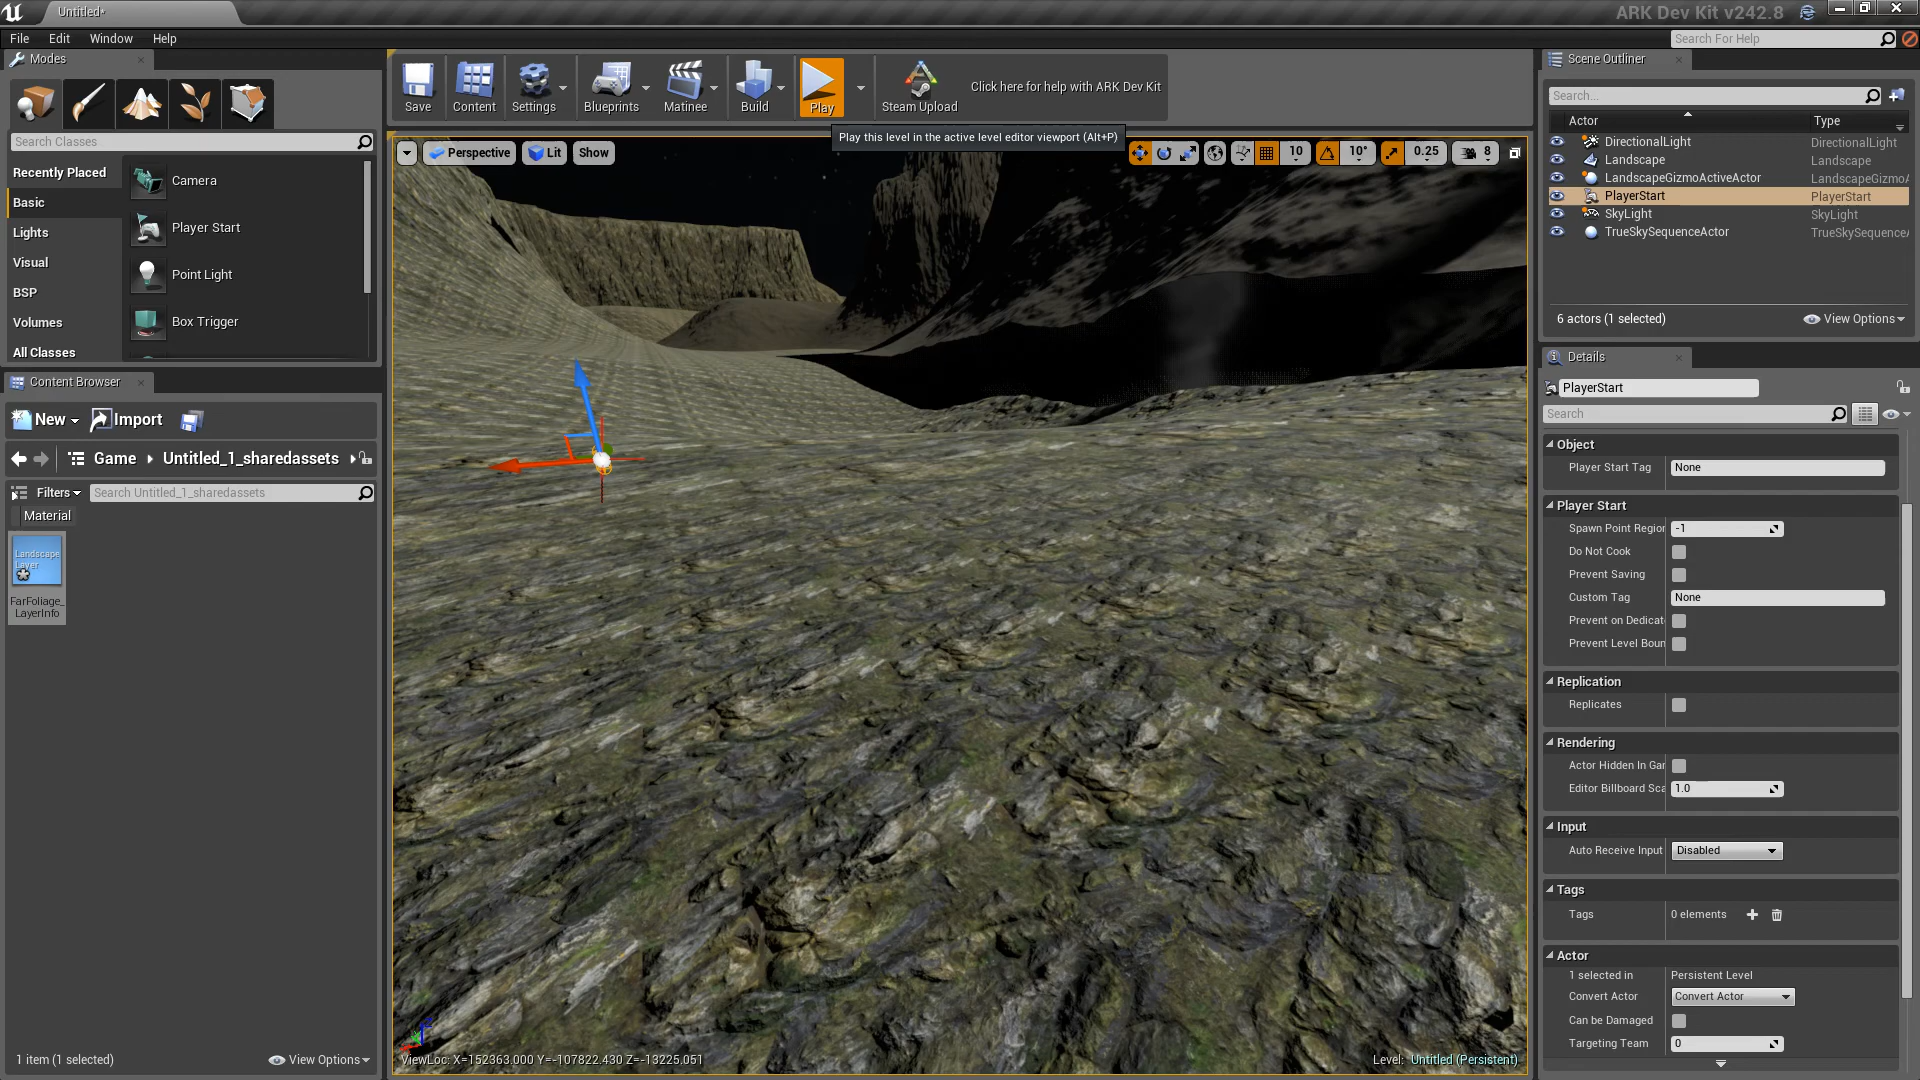 Untitled*
ARK Dev Kit v242.8
File Edit Window Help
Search For Help
Modes
Search Classes
Recently Placed
Basic
Lights
Visual
BSP
Volumes
All Classes
Camera
Player Start
Point Light
Box Trigger
Content Browser
New Import
Game Untitled_1_sharedassets
Filters Search Untitled_1_sharedassets
Material
Landscape
Layer
FarFoliage_
LayerInfo
1 item (1 selected) View Options
Save Content Settings Blueprints Matinee Build Play Steam Upload Click here for help with ARK Dev Kit
Play this level in the active level editor viewport (Alt+P)
Perspective Lit Show 10 10° 0.25 8
ViewLoc: X=152363.000 Y=-107822.430 Z=-13225.051
Level: Untitled (Persistent)
Scene Outliner
Search...
Actor Type
DirectionalLight DirectionalLight
Landscape Landscape
LandscapeGizmoActiveActor LandscapeGizmoA
PlayerStart PlayerStart
SkyLight SkyLight
TrueSkySequenceActor TrueSkySequenceA
6 actors (1 selected) View Options
Details
PlayerStart
Search
Object
Player Start Tag None
Player Start
Spawn Point Region -1
Do Not Cook
Prevent Saving
Custom Tag None
Prevent on Dedicat
Prevent Level Boun
Replication
Replicates
Rendering
Actor Hidden In Gar
Editor Billboard Sca 1.0
Input
Auto Receive Input Disabled
Tags
Tags 0 elements
Actor
1 selected in Persistent Level
Convert Actor Convert Actor
Can be Damaged
Targeting Team 0